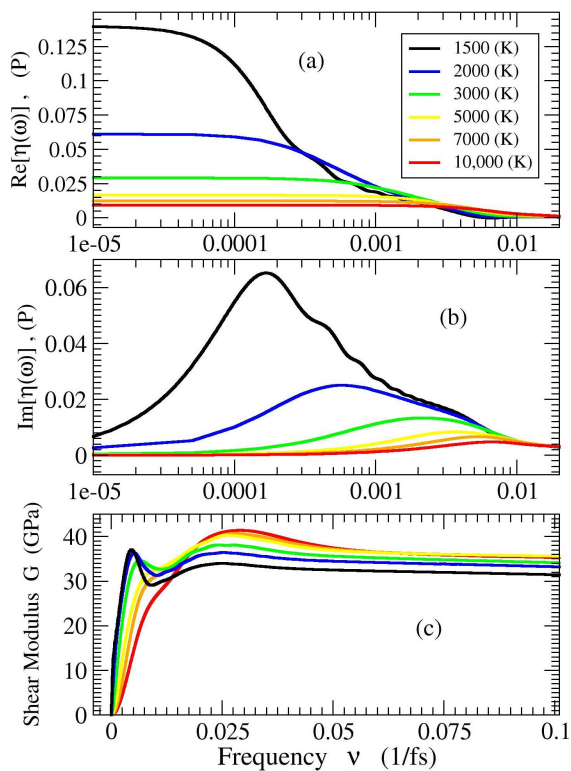 0.125
0.1
0.075
0.05
0.025
0
Re[η(ω)] , (P)
(a)
1500 (K)
2000 (K)
3000 (K)
5000 (K)
7000 (K)
10,000 (K)
1e-05 0.0001 0.001 0.01
0.06
0.04
0.02
0
Im[η(ω)] , (P)
(b)
1e-05 0.0001 0.001 0.01
40
30
20
10
0
Shear Modulus G (GPa)
(c)
0 0.025 0.05 0.075 0.1
Frequency ν (1/fs)